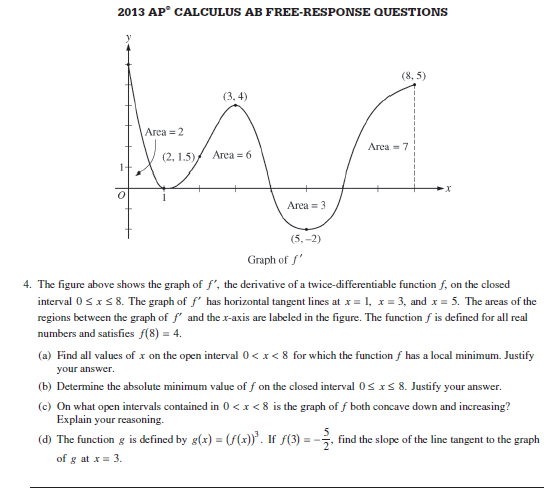 2013 AP® CALCULUS AB FREE-RESPONSE QUESTIONS
y
(8, 5)
(3, 4)
Area = 2
(2, 1.5)
Area = 6
Area = 7
1
O
1
x
Area = 3
(5, –2)
Graph of f′
4. The figure above shows the graph of f′, the derivative of a twice-differentiable function f, on the closed
interval 0 ≤ x ≤ 8. The graph of f′ has horizontal tangent lines at x = 1, x = 3, and x = 5. The areas of the
regions between the graph of f′ and the x-axis are labeled in the figure. The function f is defined for all real
numbers and satisfies f(8) = 4.
(a) Find all values of x on the open interval 0 < x < 8 for which the function f has a local minimum. Justify
your answer.
(b) Determine the absolute minimum value of f on the closed interval 0 ≤ x ≤ 8. Justify your answer.
(c) On what open intervals contained in 0 < x < 8 is the graph of f both concave down and increasing?
Explain your reasoning.
(d) The function g is defined by g(x) = (f(x))³. If f(3) = –5/2, find the slope of the line tangent to the graph
of g at x = 3.